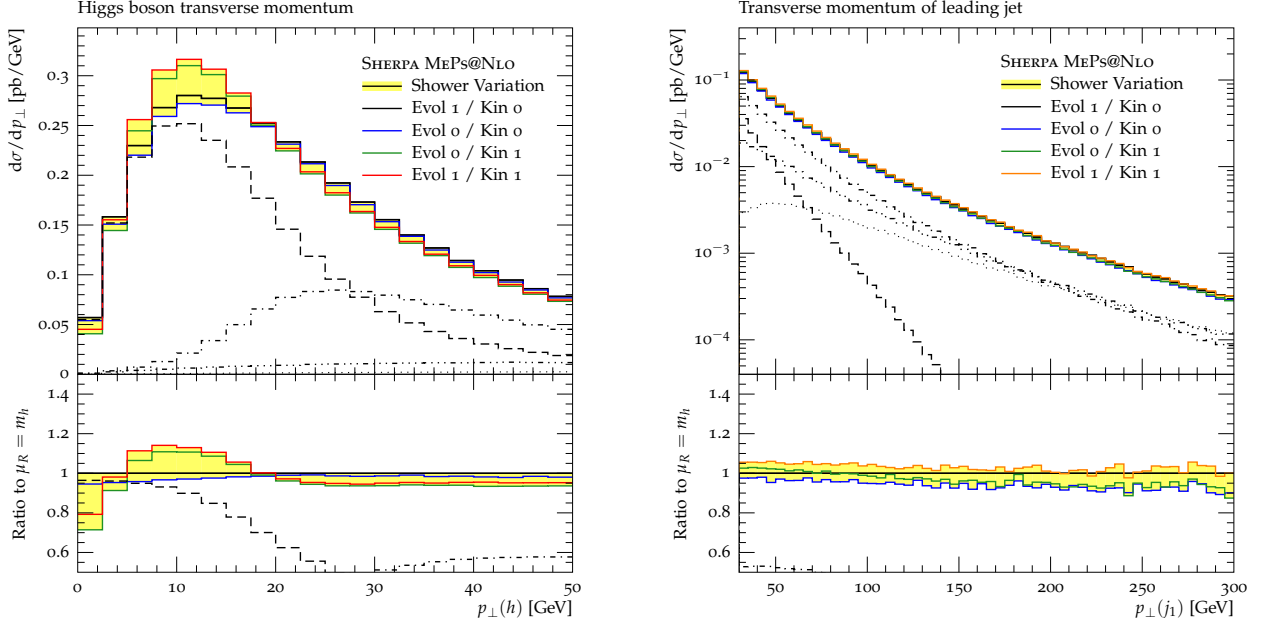 Higgs boson transverse momentum
dσ/dp⊥ [pb/GeV]
0.3
0.25
0.2
0.15
0.1
0.05
0
SHERPA MEPS@NLO
Shower Variation
Evol 1 / Kin 0
Evol 0 / Kin 0
Evol 0 / Kin 1
Evol 1 / Kin 1
Ratio to μR = mh
1.4
1.2
1
0.8
0.6
0 10 20 30 40 50
p⊥(h) [GeV]
Transverse momentum of leading jet
dσ/dp⊥ [pb/GeV]
10⁻¹
10⁻²
10⁻³
10⁻⁴
SHERPA MEPS@NLO
Shower Variation
Evol 1 / Kin 0
Evol 0 / Kin 0
Evol 0 / Kin 1
Evol 1 / Kin 1
Ratio to μR = mh
1.4
1.2
1
0.8
0.6
50 100 150 200 250 300
p⊥(j1) [GeV]